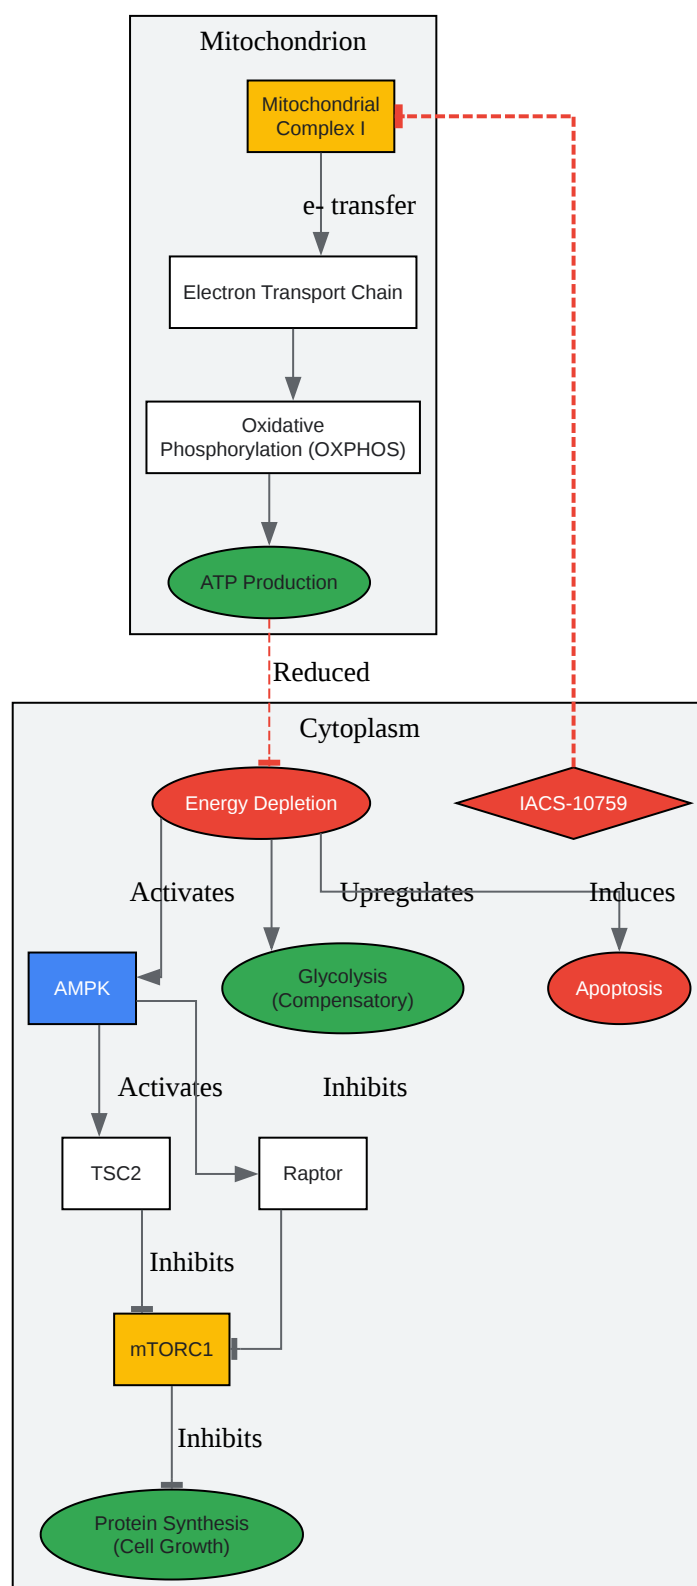 Mitochondrion
Mitochondrial
Complex I
e- transfer
Electron Transport Chain
Oxidative
Phosphorylation (OXPHOS)
ATP Production
Reduced
Cytoplasm
Energy Depletion
IACS-10759
Activates
Upregulates
Induces
AMPK
Glycolysis
(Compensatory)
Apoptosis
Activates
Inhibits
TSC2
Raptor
Inhibits
mTORC1
Inhibits
Protein Synthesis
(Cell Growth)